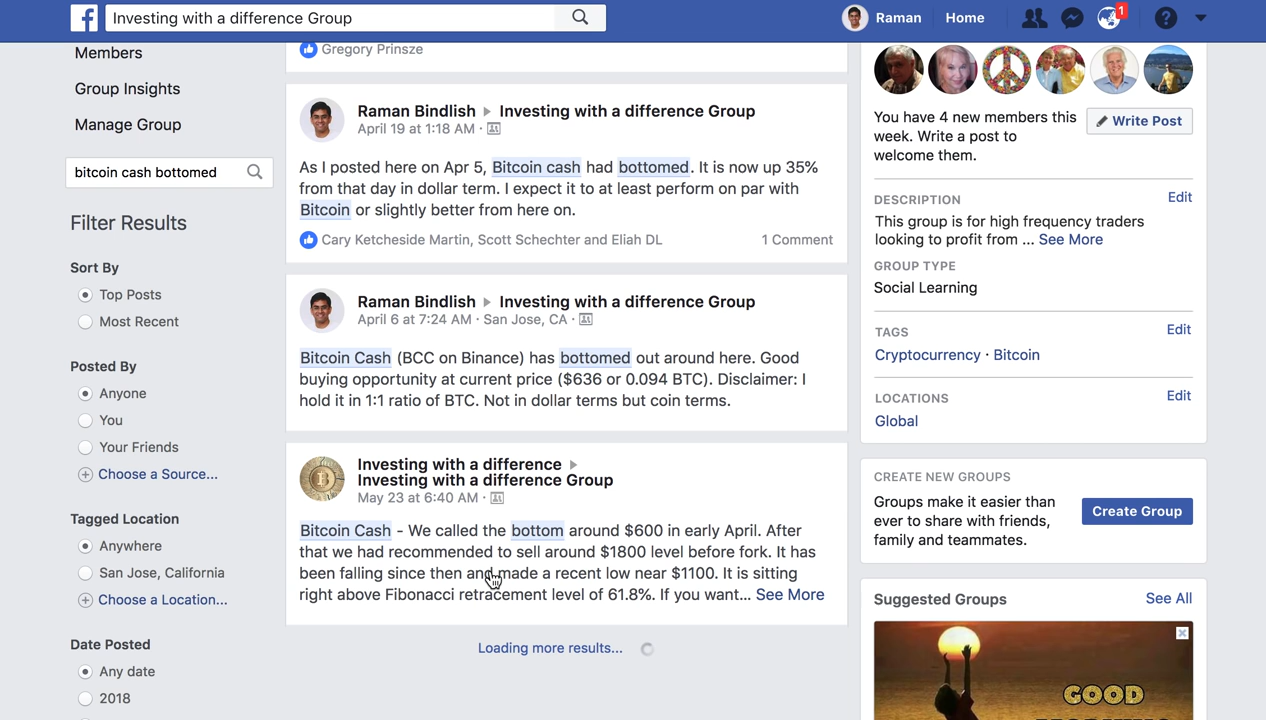 Investing with a difference Group
Raman
Home
1
Members
Group Insights
Manage Group
bitcoin cash bottomed
Filter Results
Sort By
Top Posts
Most Recent
Posted By
Anyone
You
Your Friends
Choose a Source...
Tagged Location
Anywhere
San Jose, California
Choose a Location...
Date Posted
Any date
2018
Gregory Prinsze
Raman Bindlish ▸ Investing with a difference Group
April 19 at 1:18 AM ·
As I posted here on Apr 5, Bitcoin cash had bottomed. It is now up 35%
from that day in dollar term. I expect it to at least perform on par with
Bitcoin or slightly better from here on.
Cary Ketcheside Martin, Scott Schechter and Eliah DL
1 Comment
Raman Bindlish ▸ Investing with a difference Group
April 6 at 7:24 AM · San Jose, CA ·
Bitcoin Cash (BCC on Binance) has bottomed out around here. Good
buying opportunity at current price ($636 or 0.094 BTC). Disclaimer: I
hold it in 1:1 ratio of BTC. Not in dollar terms but coin terms.
Investing with a difference ▸
Investing with a difference Group
May 23 at 6:40 AM ·
Bitcoin Cash - We called the bottom around $600 in early April. After
that we had recommended to sell around $1800 level before fork. It has
been falling since then and made a recent low near $1100. It is sitting
right above Fibonacci retracement level of 61.8%. If you want... See More
Loading more results...
You have 4 new members this
week. Write a post to
welcome them.
Write Post
DESCRIPTION
Edit
This group is for high frequency traders
looking to profit from ... See More
GROUP TYPE
Social Learning
TAGS
Edit
Cryptocurrency · Bitcoin
LOCATIONS
Edit
Global
CREATE NEW GROUPS
Groups make it easier than
ever to share with friends,
family and teammates.
Create Group
Suggested Groups
See All
GOOD